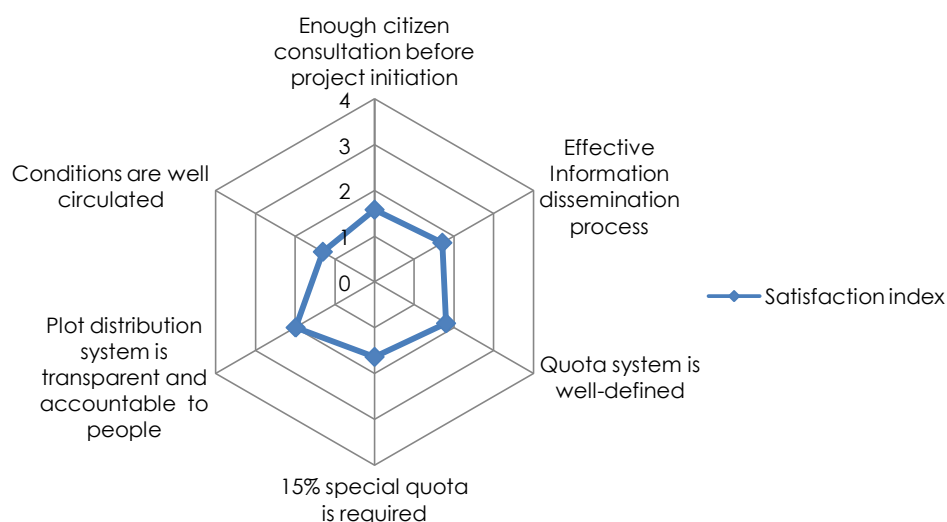 Enough citizen
consultation before
project initiation
4
3
2
1
0
Effective
Information
dissemination
process
Quota system is
well-defined
15% special quota
is required
Plot distribution
system is
transparent and
accountable to
people
Conditions are well
circulated
Satisfaction index